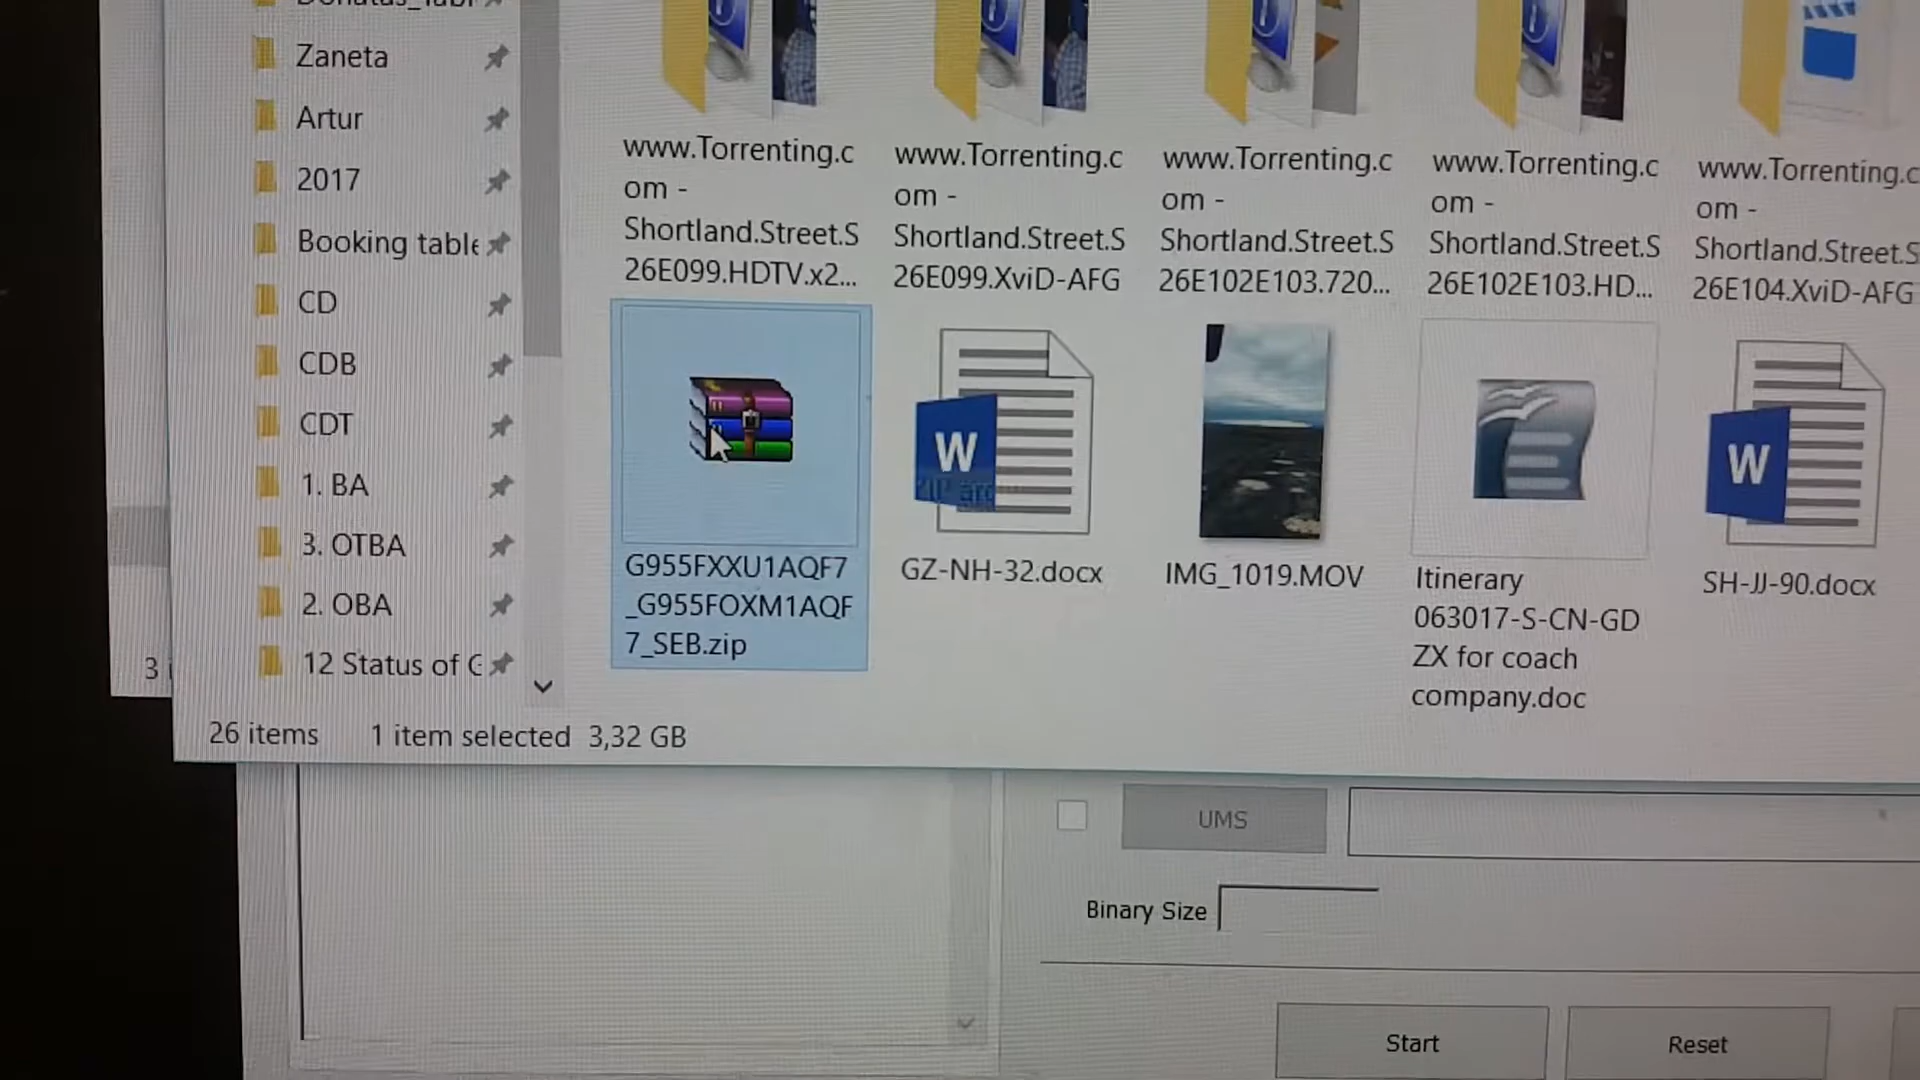 Zaneta
Artur
2017
Booking table
CD
CDB
CDT
1. BA
3. OTBA
2. OBA
12 Status of
3
www.Torrenting.c
om -
Shortland.Street.S
26E099.HDTV.x2...
www.Torrenting.c
om -
Shortland.Street.S
26E099.XviD-AFG
www.Torrenting.c
om -
Shortland.Street.S
26E102E103.720...
www.Torrenting.c
om -
Shortland.Street.S
26E102E103.HD...
www.Torrenting.c
om -
Shortland.Street.S
26E104.XviD-AFG
G955FXXU1AQF7
_G955FOXM1AQF
7_SEB.zip
W
ZIP arc
GZ-NH-32.docx
IMG_1019.MOV
Itinerary
063017-S-CN-GD
ZX for coach
company.doc
W
SH-JJ-90.docx
26 items 1 item selected 3,32 GB
UMS
Binary Size
Start
Reset